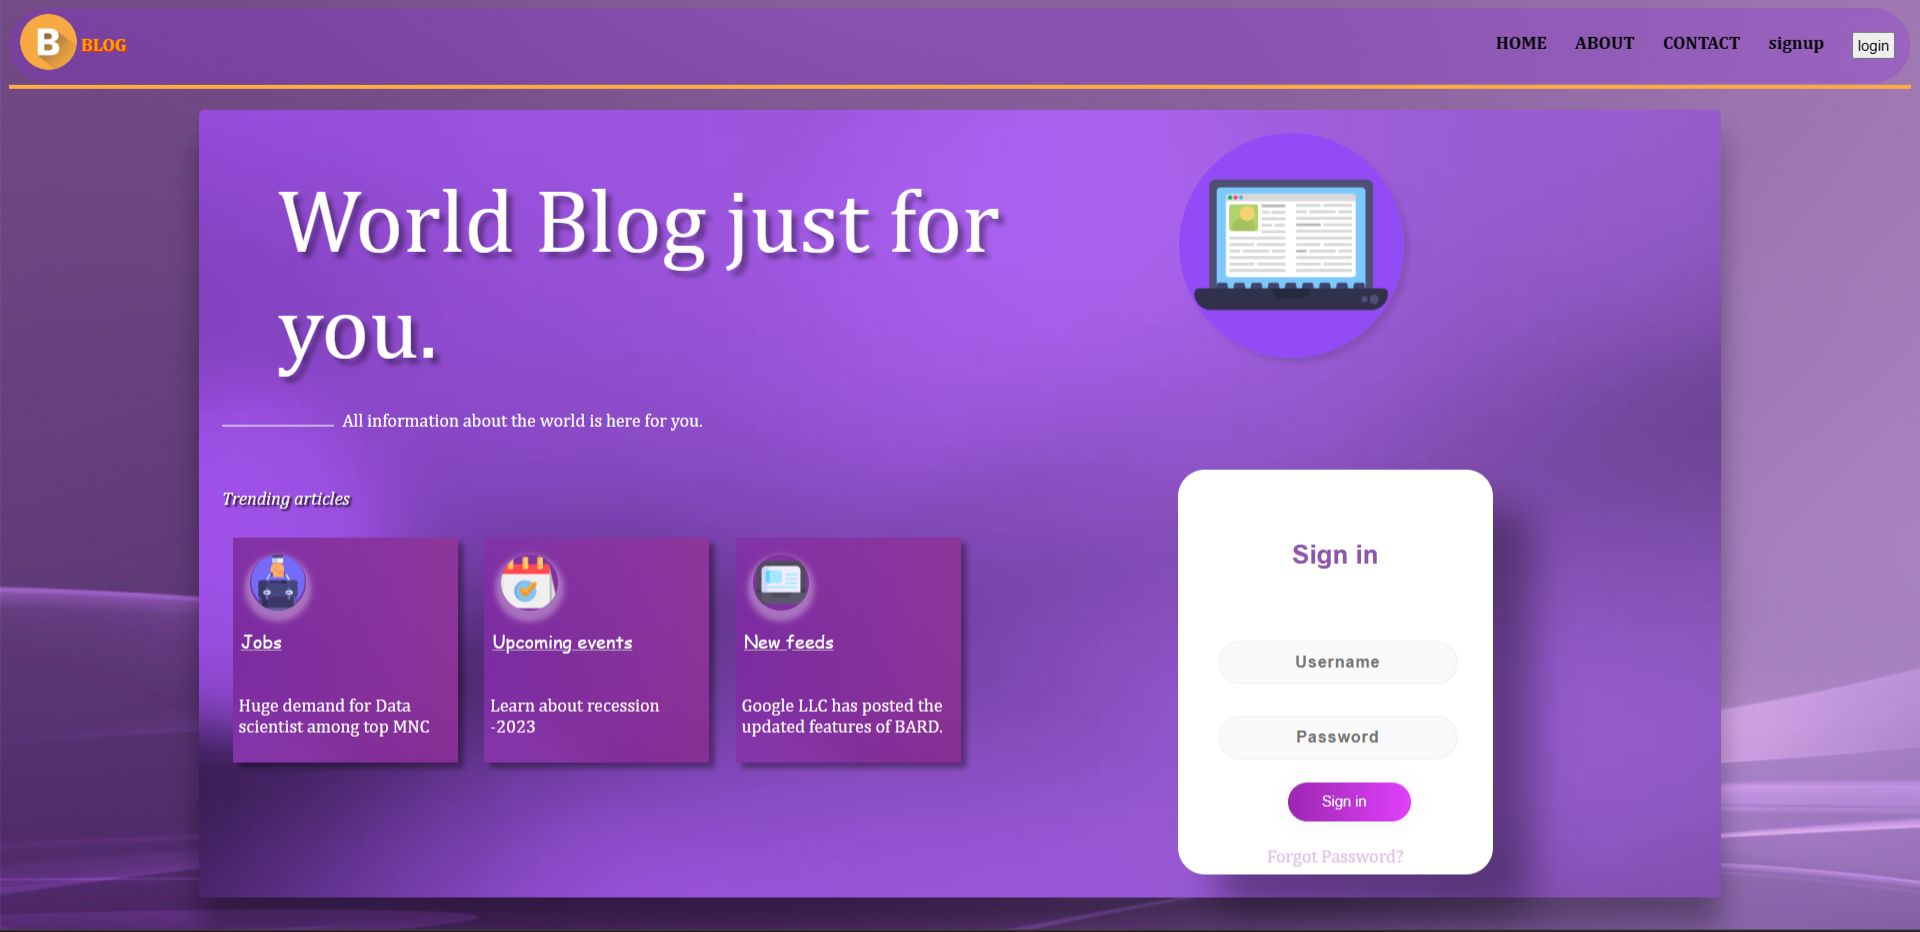 B BLOG
HOME ABOUT CONTACT signup login
World Blog just for
you.
All information about the world is here for you.
Trending articles
Jobs
Huge demand for Data
scientist among top MNC
Upcoming events
Learn about recession
-2023
New feeds
Google LLC has posted the
updated features of BARD.
Sign in
Username
Password
Sign in
Forgot Password?